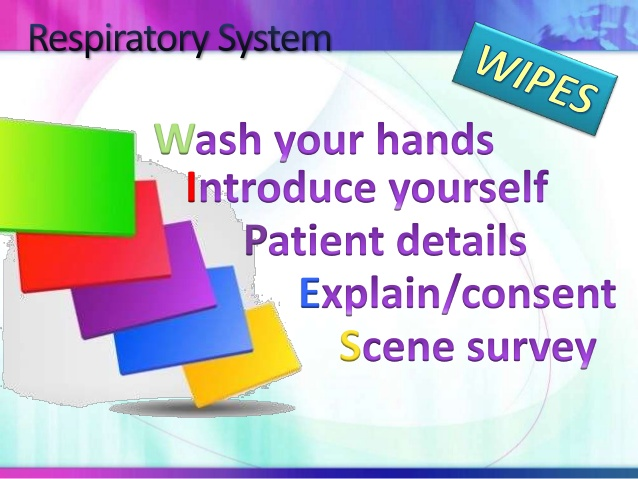 Respiratory System
WIPES
Wash your hands
Introduce yourself
Patient details
Explain/consent
Scene survey